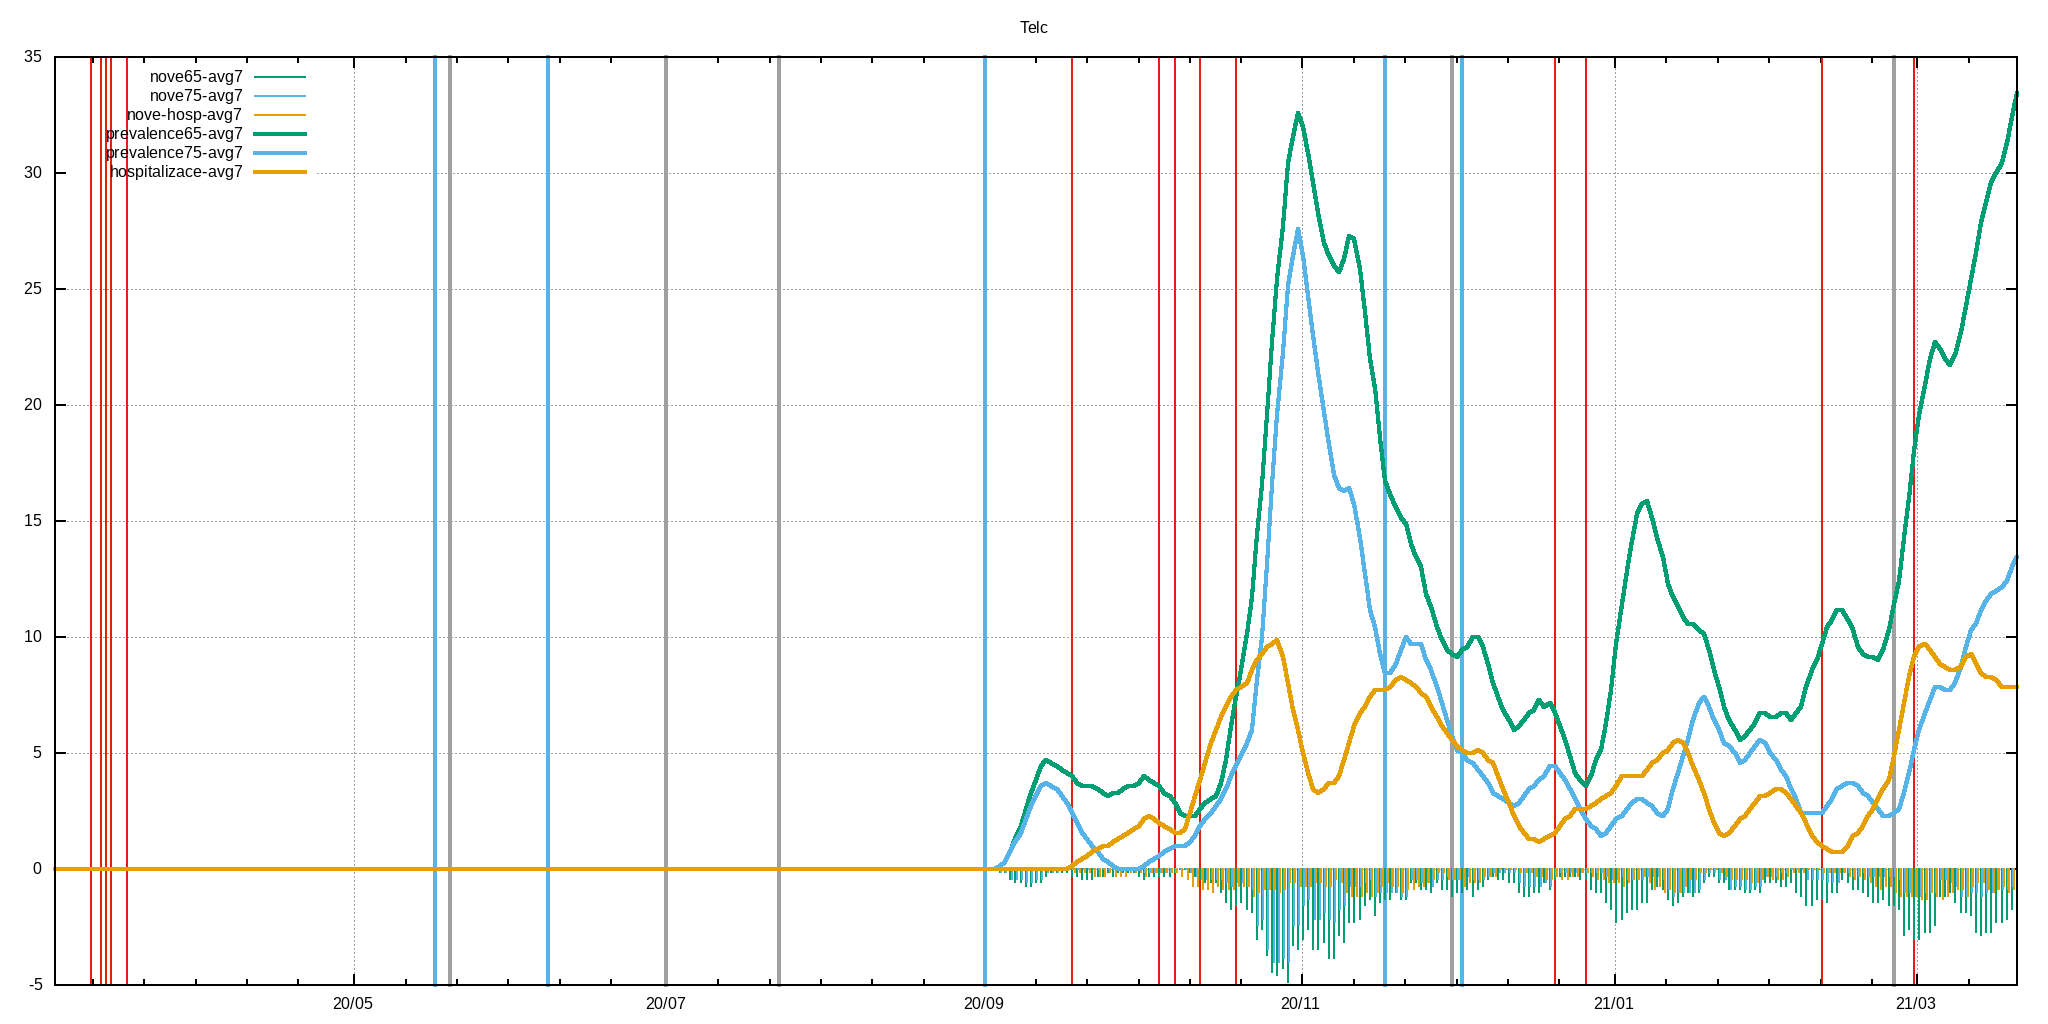 Telc
35
nove65-avg7
nove75-avg7
nove-hosp-avg7
prevalence65-avg7
prevalence75-avg7
hospitalizace-avg7
30
25
20
15
10
5
0
-5
20/05 20/07 20/09 20/11 21/01 21/03